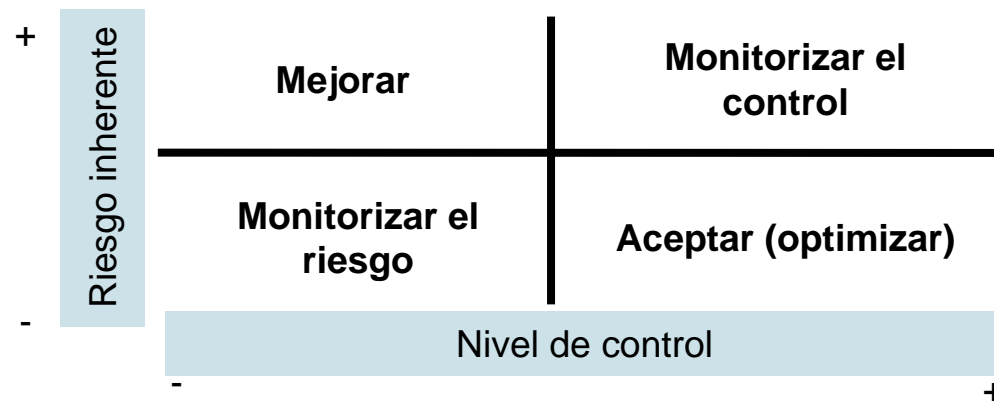 +
Riesgo inherente
-
Mejorar
Monitorizar el
control
Monitorizar el
riesgo
Aceptar (optimizar)
Nivel de control
-
+